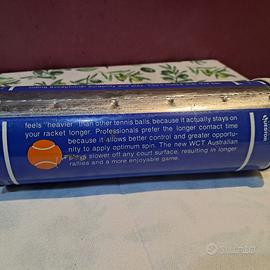 feels "heavier" than other tennis balls, because it actually stays on
your racket longer. Professionals prefer the longer contact time
because it allows better control and greater opportu-
nity to apply optimum spin. The new WCT Australian
plays slower off any court surface, resulting in longer
rallies and a more enjoyable game.
subito